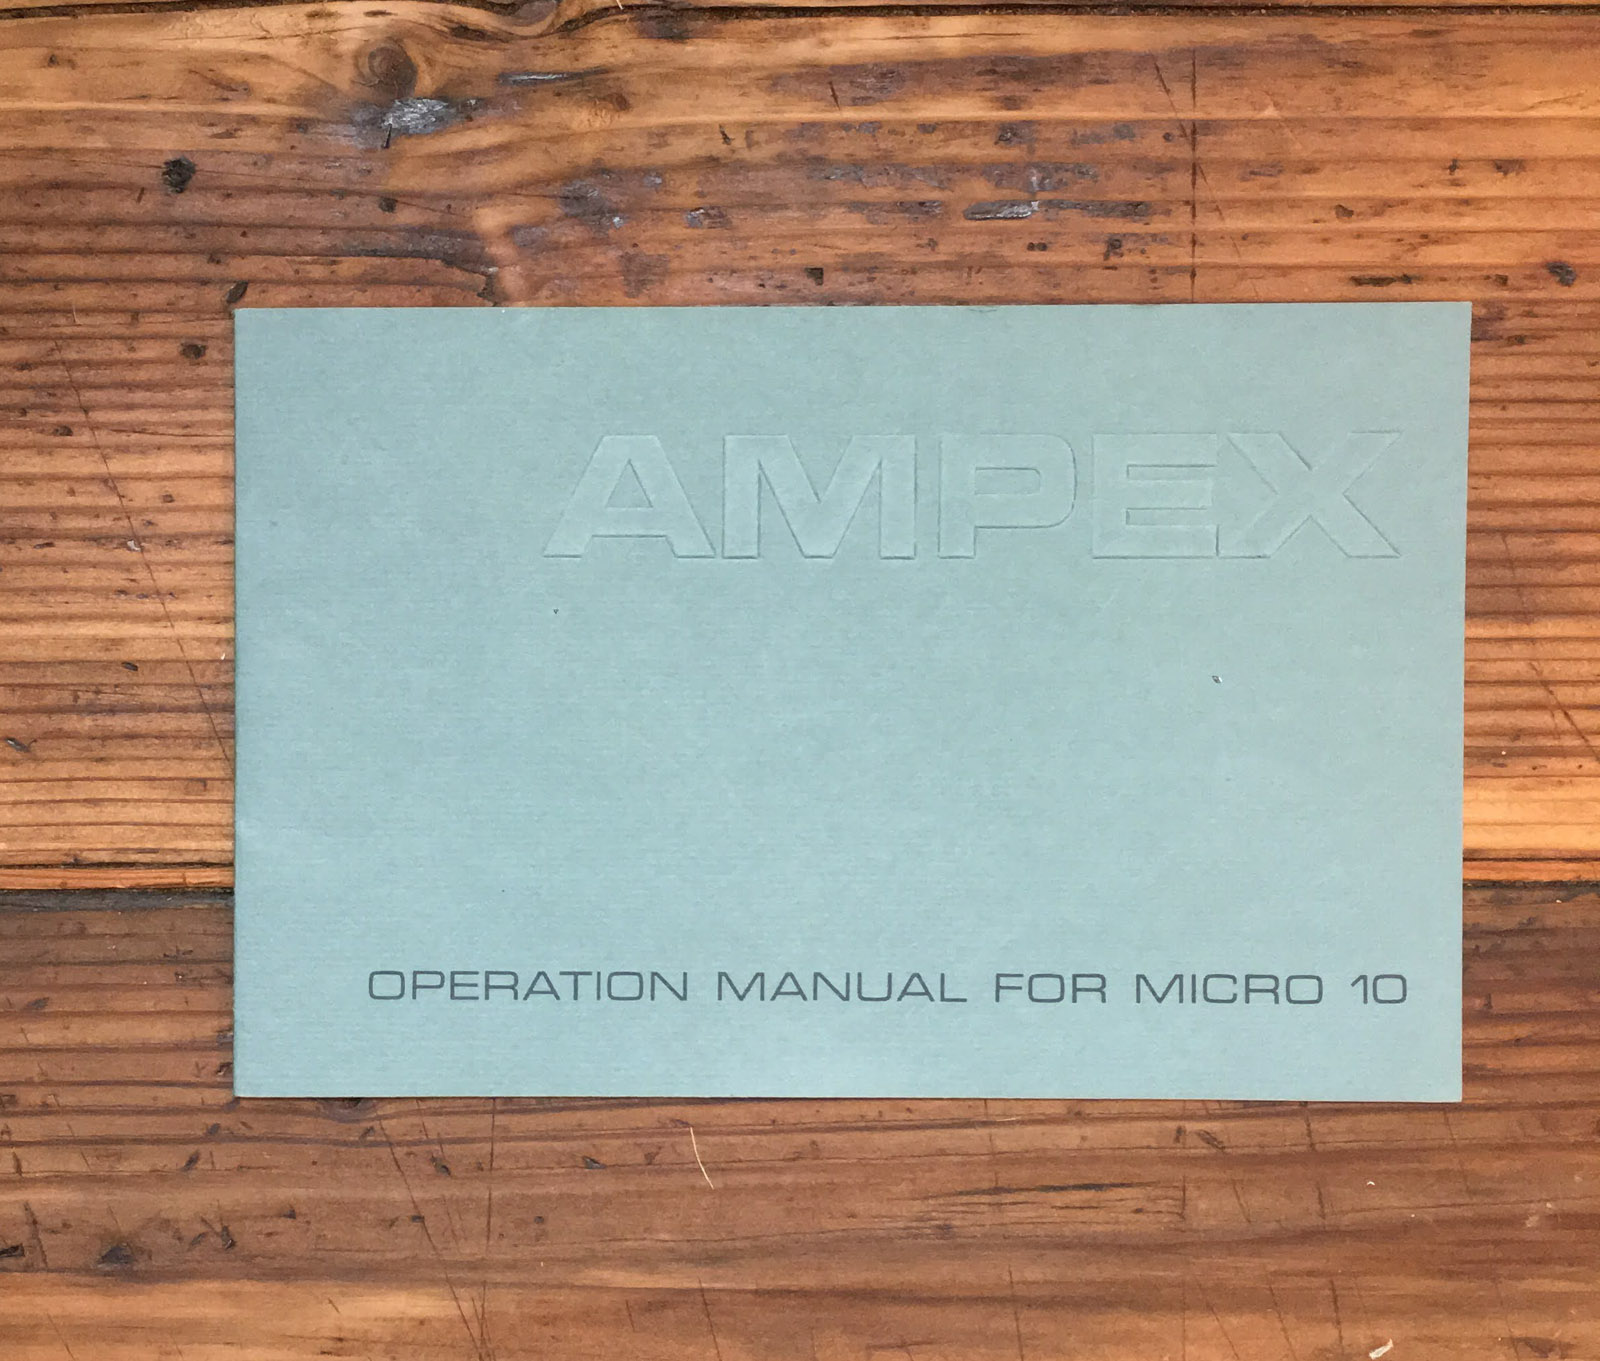 AMPEX
OPERATION MANUAL FOR MICRO 10